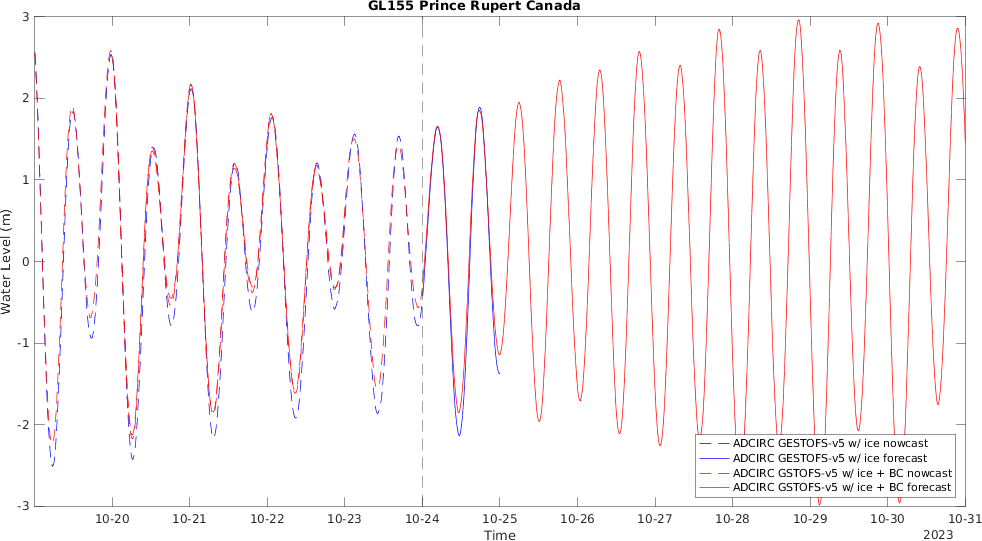 GL155 Prince Rupert Canada
3
2
1
0
-1
-2
-3
Water Level (m)
ADCIRC GESTOFS-v5 w/ ice nowcast
ADCIRC GESTOFS-v5 w/ ice forecast
ADCIRC GSTOFS-v5 w/ ice + BC nowcast
ADCIRC GSTOFS-v5 w/ ice + BC forecast
10-20 10-21 10-22 10-23 10-24 10-25 10-26 10-27 10-28 10-29 10-30 10-31
Time
2023